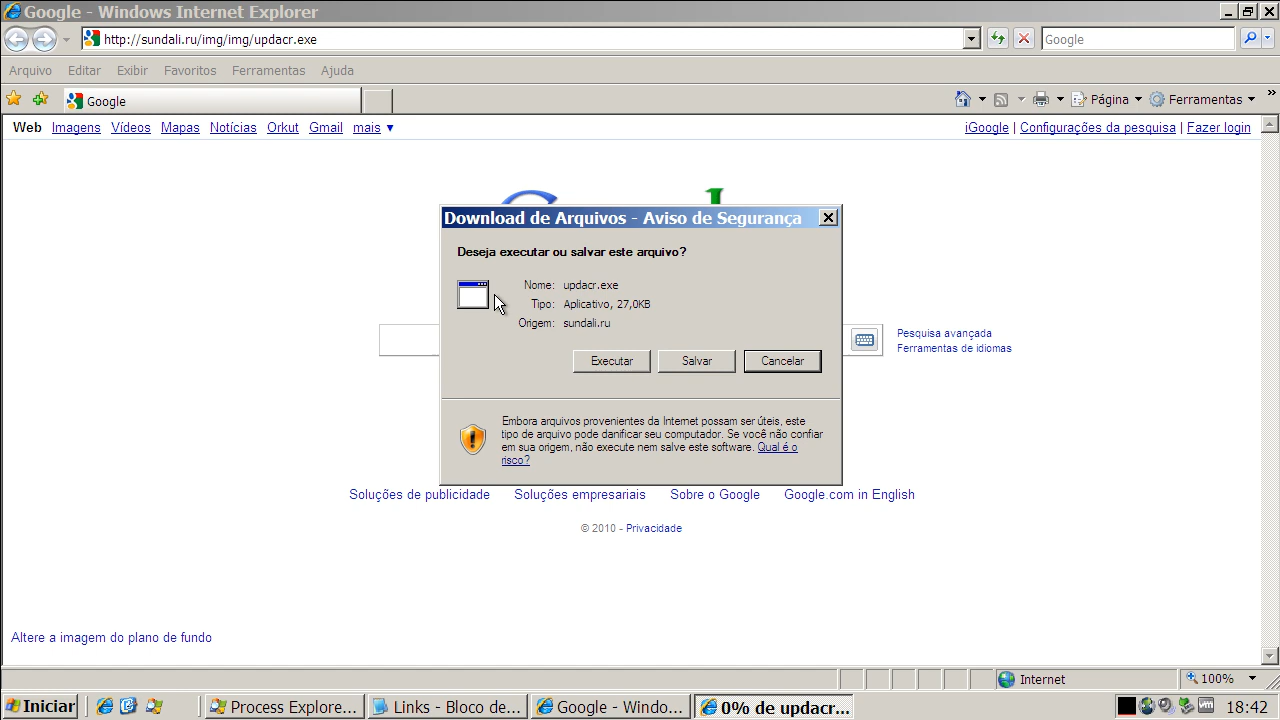 Google - Windows Internet Explorer
http://sundali.ru/img/img/updacr.exe
Google
Arquivo Editar Exibir Favoritos Ferramentas Ajuda
Google
Página Ferramentas »
Web Imagens Vídeos Mapas Notícias Orkut Gmail mais ▼
iGoogle | Configurações da pesquisa | Fazer login
Download de Arquivos - Aviso de Segurança
Deseja executar ou salvar este arquivo?
Nome: updacr.exe
Tipo: Aplicativo, 27,0KB
Origem: sundali.ru
Executar Salvar Cancelar
Pesquisa avançada
Ferramentas de idiomas
Embora arquivos provenientes da Internet possam ser úteis, este
tipo de arquivo pode danificar seu computador. Se você não confiar
em sua origem, não execute nem salve este software. Qual é o
risco?
Soluções de publicidade Soluções empresariais Sobre o Google Google.com in English
© 2010 - Privacidade
Altere a imagem do plano de fundo
Internet 100%
Iniciar Process Explore... Links - Bloco de... Google - Windo... 0% de updacr... 18:42